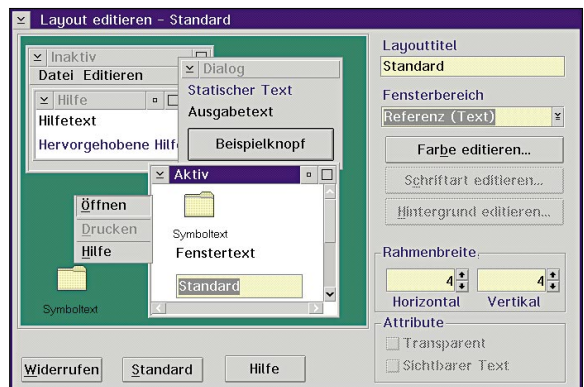 Layout editieren - Standard
Inaktiv
Datei Editieren
Hilfe
Hilfetext
Hervorgehobene Hilf
Dialog
Statischer Text
Ausgabetext
Beispielknopf
Aktiv
Symboltext
Fenstertext
Standard
Öffnen
Drucken
Hilfe
Symboltext
Layouttitel
Standard
Fensterbereich
Referenz (Text)
Farbe editieren...
Schriftart editieren...
Hintergrund editieren...
Rahmenbreite
4 4
Horizontal Vertikal
Attribute
Transparent
Sichtbarer Text
Widerrufen Standard Hilfe